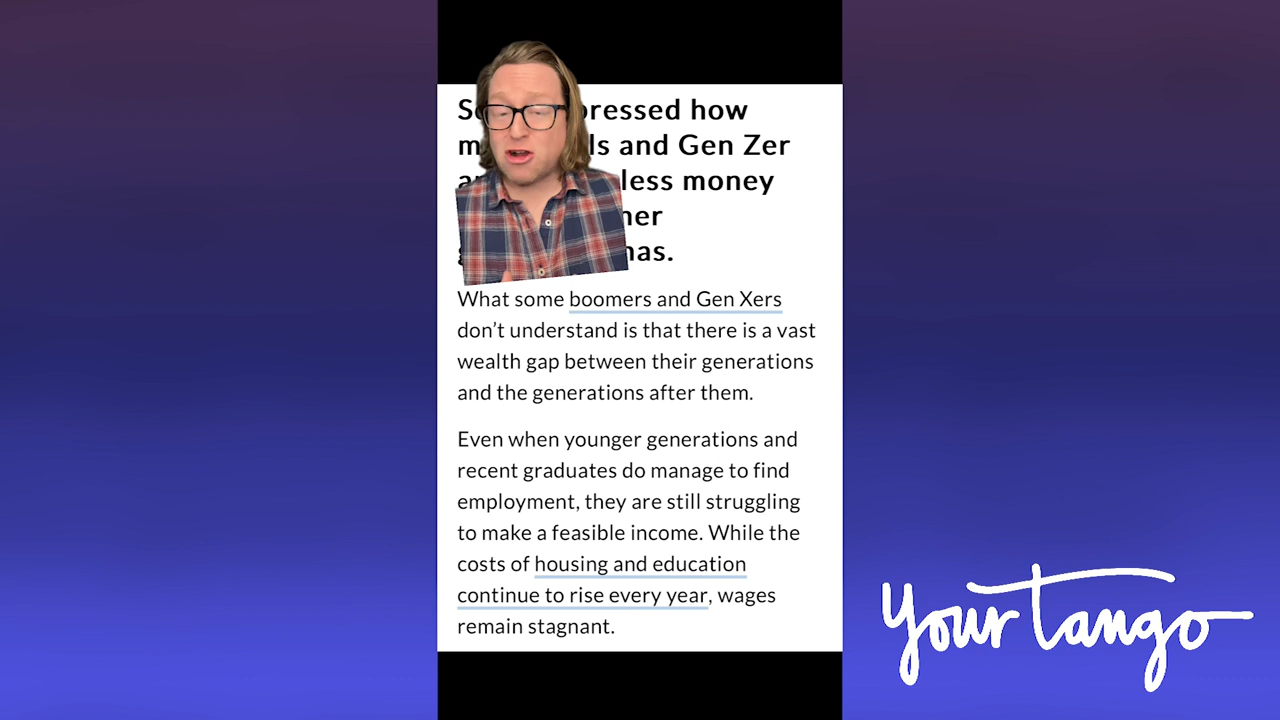 pressed how
ls and Gen Zer
less money
has.
What some boomers and Gen Xers
don't understand is that there is a vast
wealth gap between their generations
and the generations after them.
Even when younger generations and
recent graduates do manage to find
employment, they are still struggling
to make a feasible income. While the
costs of housing and education
continue to rise every year, wages
remain stagnant.
your tango